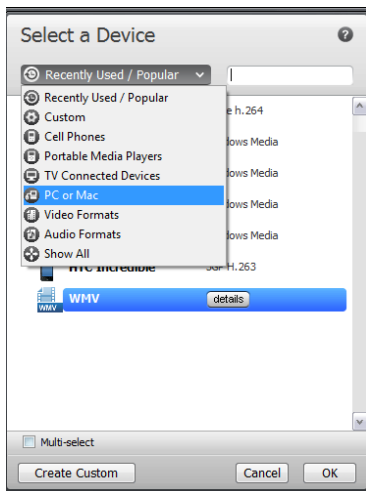 Select a Device
?
Recently Used / Popular
Recently Used / Popular
Custom
e h.264
Cell Phones
dows Media
Portable Media Players
TV Connected Devices
dows Media
PC or Mac
Video Formats
dows Media
Audio Formats
dows Media
Show All
HTC Incredible 3GP H.263
WMV WMV details
Multi-select
Create Custom Cancel OK